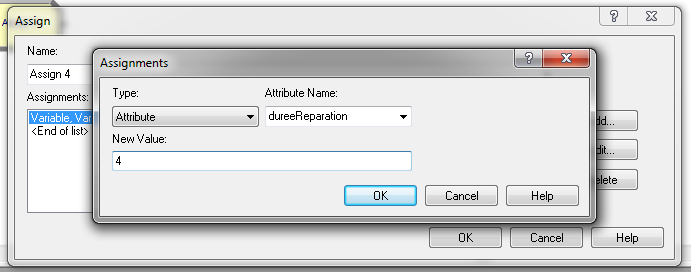 A
Assign
Name:
Assign 4
Assignments:
Variable, Var
<End of list>
dd...
dit...
elete
OK Cancel Help
Assignments
Type: Attribute Name:
Attribute dureeReparation
New Value:
4
OK Cancel Help